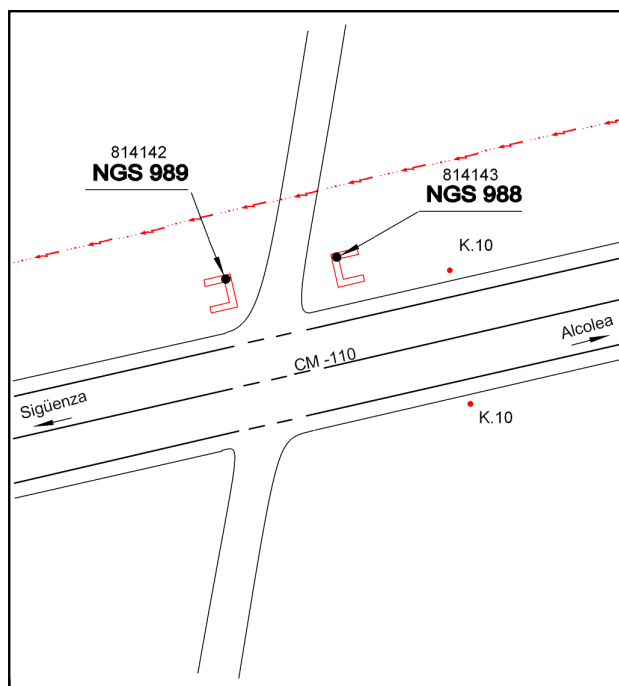 814142
NGS 989
814143
NGS 988
K.10
Alcolea
CM -110
Sigüenza
K.10